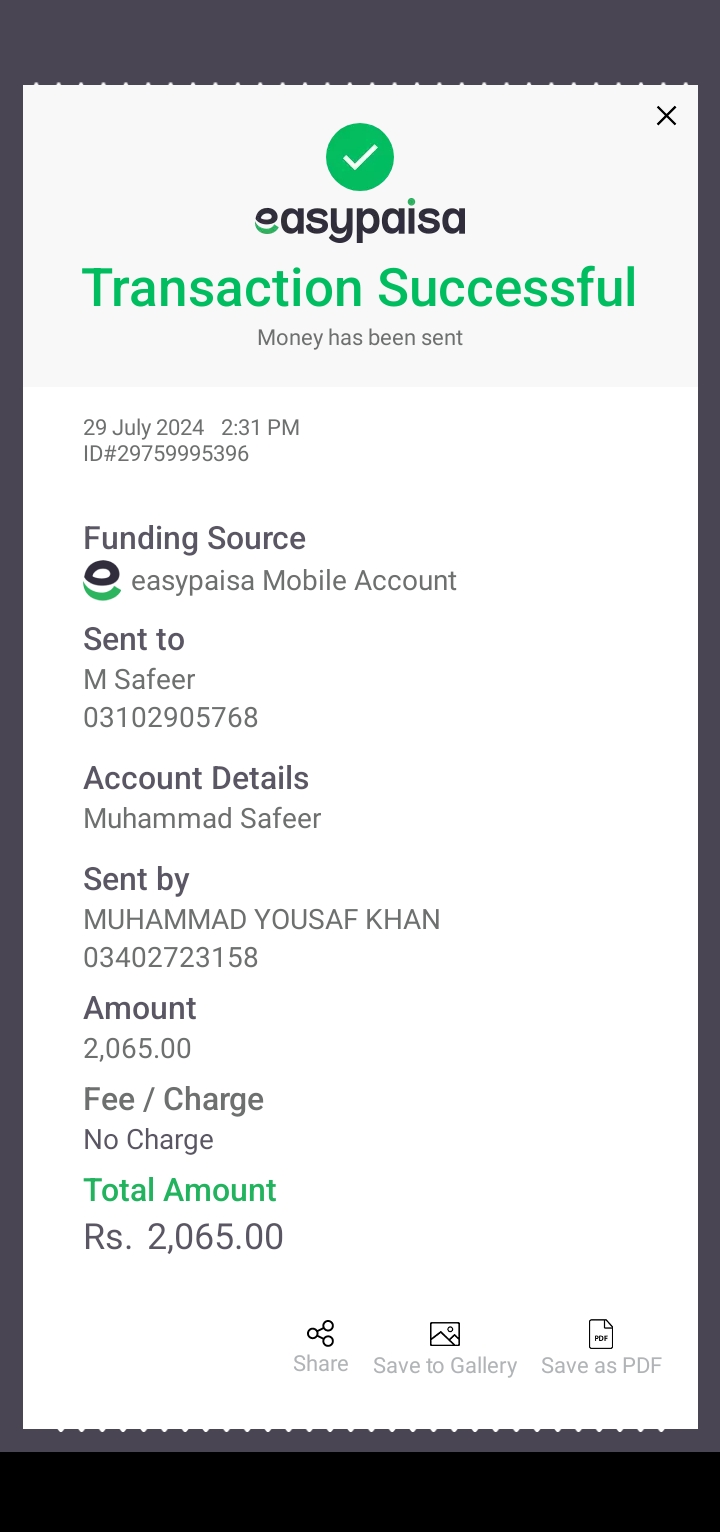 easypaisa
Transaction Successful
Money has been sent
29 July 2024 2:31 PM
ID#29759995396
Funding Source
easypaisa Mobile Account
Sent to
M Safeer
03102905768
Account Details
Muhammad Safeer
Sent by
MUHAMMAD YOUSAF KHAN
03402723158
Amount
2,065.00
Fee / Charge
No Charge
Total Amount
Rs. 2,065.00
PDF
Share Save to Gallery Save as PDF